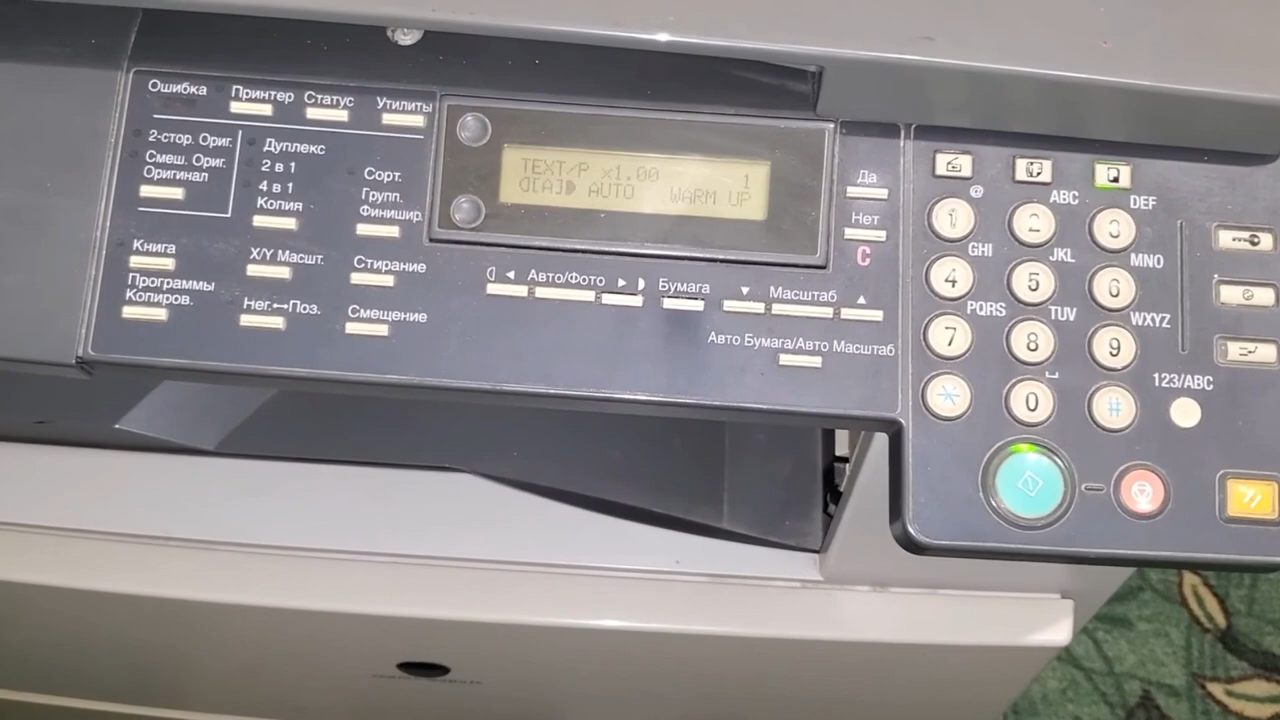 Ошибка
Принтер
Статус
Утилиты
2-стор. Ориг.
Смеш. Ориг.
Оригинал
Дуплекс
2 в 1
4 в 1
Копия
Сорт.
Групп.
Финишир.
Книга
X/Y Масшт.
Стирание
Программы
Копиров.
Нег.↔Поз.
Смещение
TEXT/P x1.00 1
[A] AUTO WARM UP
◄ Авто/Фото ►
Бумага
▼ Масштаб ▲
Авто Бумага/Авто Масштаб
Да
Нет
C
@ ABC DEF
1 2 3
GHI JKL MNO
4 5 6
PQRS TUV WXYZ
7 8 9
* 0 #
123/ABC